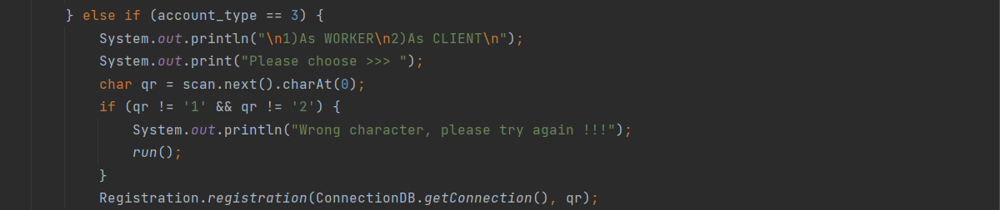 } else if (account_type == 3) {
System.out.println("\n1)As WORKER\n2)As CLIENT\n");
System.out.print("Please choose >>> ");
char qr = scan.next().charAt(0);
if (qr != '1' && qr != '2') {
System.out.println("Wrong character, please try again !!!");
run();
}
Registration.registration(ConnectionDB.getConnection(), qr);